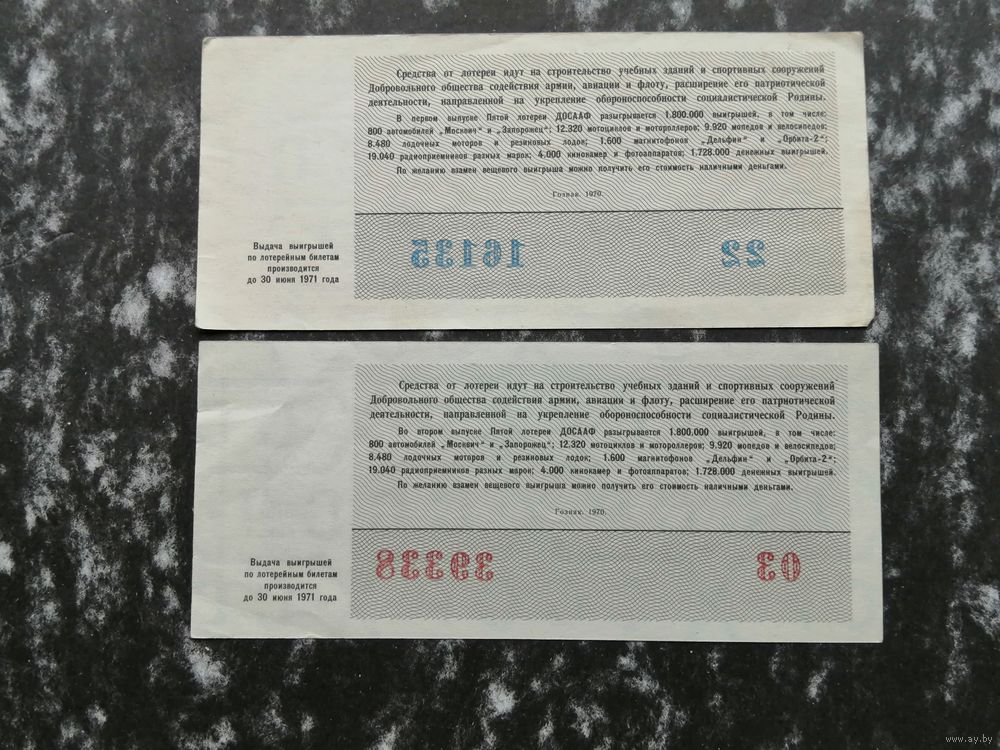 Средства от лотереи идут на строительство учебных зданий и спортивных сооружений
Добровольного общества содействия армии, авиации и флоту, расширение его патриотической
деятельности, направленной на укрепление обороноспособности социалистической Родины.
В первом выпуске Пятой лотереи ДОСААФ разыгрывается 1.800.000 выигрышей, в том числе:
800 автомобилей „Москвич“ и „Запорожец“; 12.320 мотоциклов и мотороллеров; 9.920 мопедов и велосипедов;
8.480 лодочных моторов и резиновых лодок; 1.600 магнитофонов „Дельфин“ и „Орбита-2“;
19.040 радиоприемников разных марок; 4.000 кинокамер и фотоаппаратов; 1.728.000 денежных выигрышей.
По желанию взамен вещевого выигрыша можно получить его стоимость наличными деньгами.
Гознак. 1970.
Выдача выигрышей
по лотерейным билетам
производится
до 30 июня 1971 года
16135 22
Средства от лотереи идут на строительство учебных зданий и спортивных сооружений
Добровольного общества содействия армии, авиации и флоту, расширение его патриотической
деятельности, направленной на укрепление обороноспособности социалистической Родины.
Во втором выпуске Пятой лотереи ДОСААФ разыгрывается 1.800.000 выигрышей, в том числе:
800 автомобилей „Москвич“ и „Запорожец“; 12.320 мотоциклов и мотороллеров; 9.920 мопедов и велосипедов;
8.480 лодочных моторов и резиновых лодок; 1.600 магнитофонов „Дельфин“ и „Орбита-2“;
19.040 радиоприемников разных марок; 4.000 кинокамер и фотоаппаратов; 1.728.000 денежных выигрышей.
По желанию взамен вещевого выигрыша можно получить его стоимость наличными деньгами.
Гознак. 1970.
Выдача выигрышей
по лотерейным билетам
производится
до 30 июня 1971 года
39338 03
www.ay.by